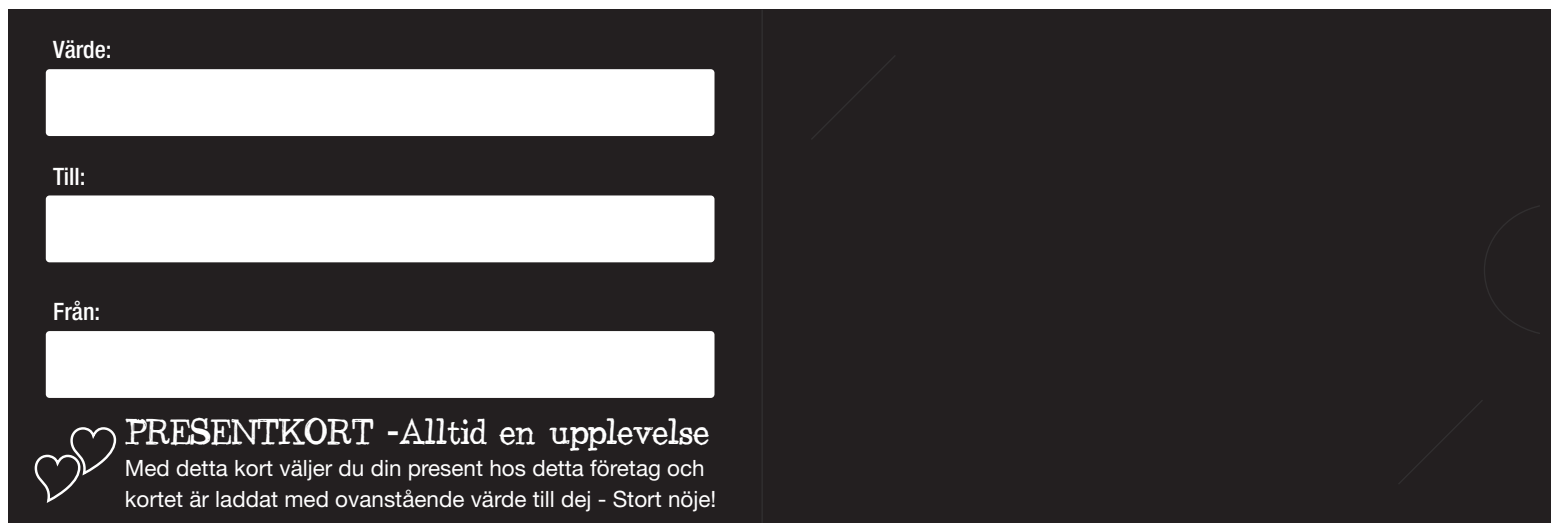 Värde:
Till:
Från:
PRESENTKORT -Alltid en upplevelse
Med detta kort väljer du din present hos detta företag och
kortet är laddat med ovanstående värde till dej - Stort nöje!